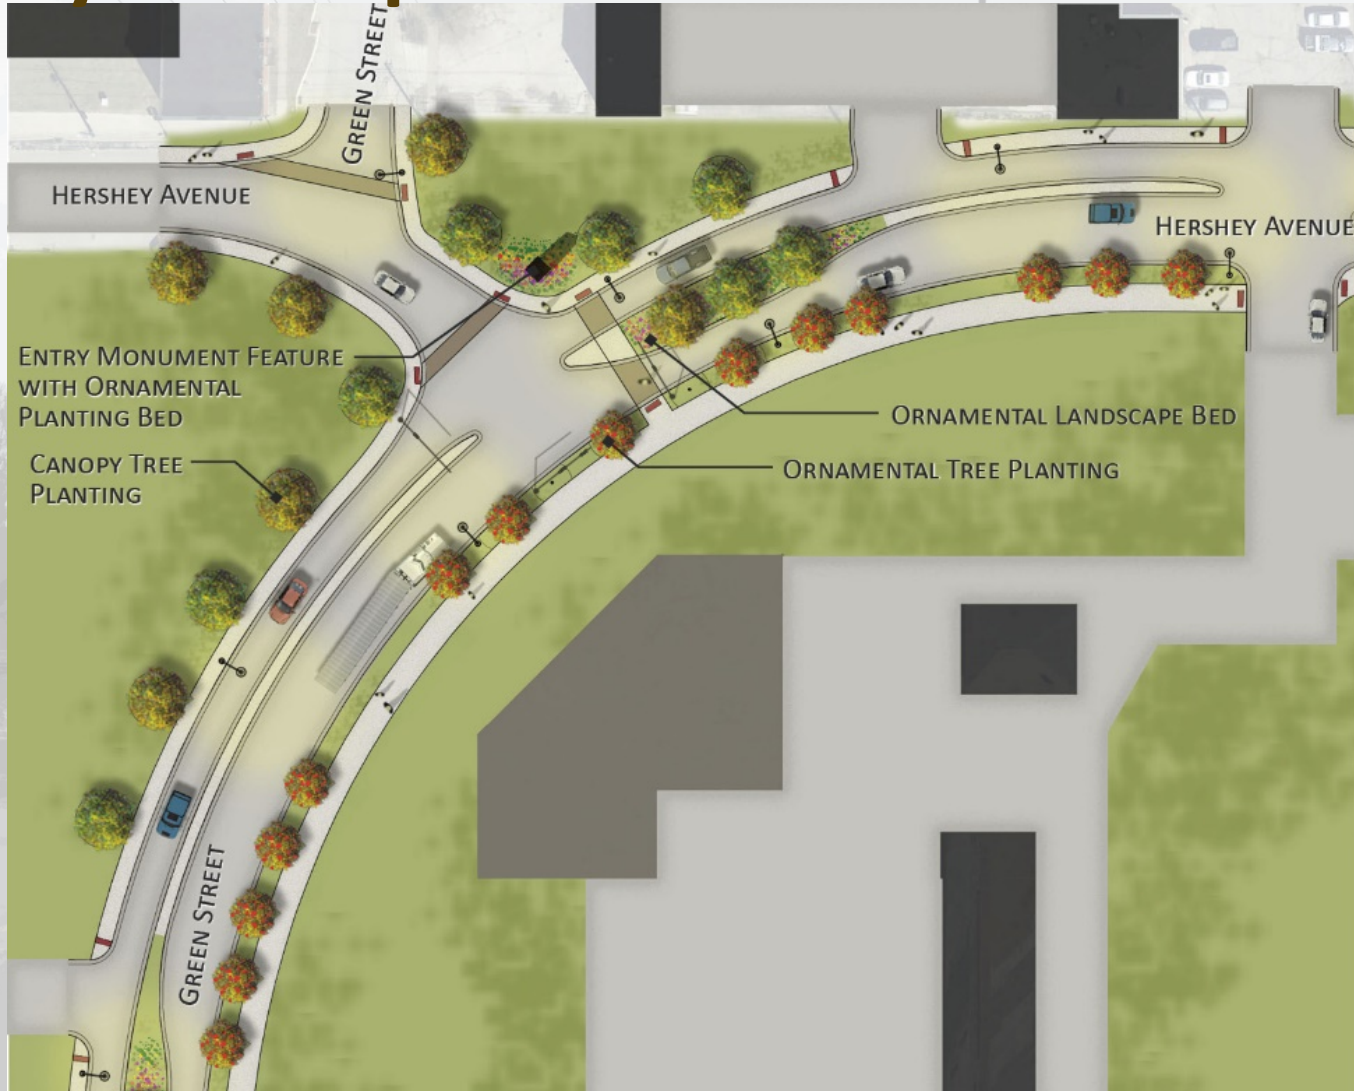 GREEN STREET
HERSHEY AVENUE
HERSHEY AVENUE
ENTRY MONUMENT FEATURE
WITH ORNAMENTAL
PLANTING BED
ORNAMENTAL LANDSCAPE BED
CANOPY TREE
PLANTING
ORNAMENTAL TREE PLANTING
GREEN STREET